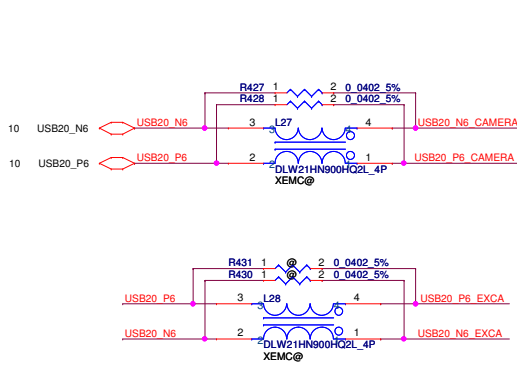 R427 1 2 0_0402_5%
R428 1 2 0_0402_5%
10 USB20_N6 USB20_N6 3 L27 4 USB20_N6_CAMERA
10 USB20_P6 USB20_P6 2 1 USB20_P6_CAMERA
DLW21HN900HQ2L_4P
XEMC@
R431 1 @ 2 0_0402_5%
R430 1 @ 2 0_0402_5%
USB20_P6 3 L28 4 USB20_P6_EXCA
USB20_N6 2 1 USB20_N6_EXCA
DLW21HN900HQ2L_4P
XEMC@